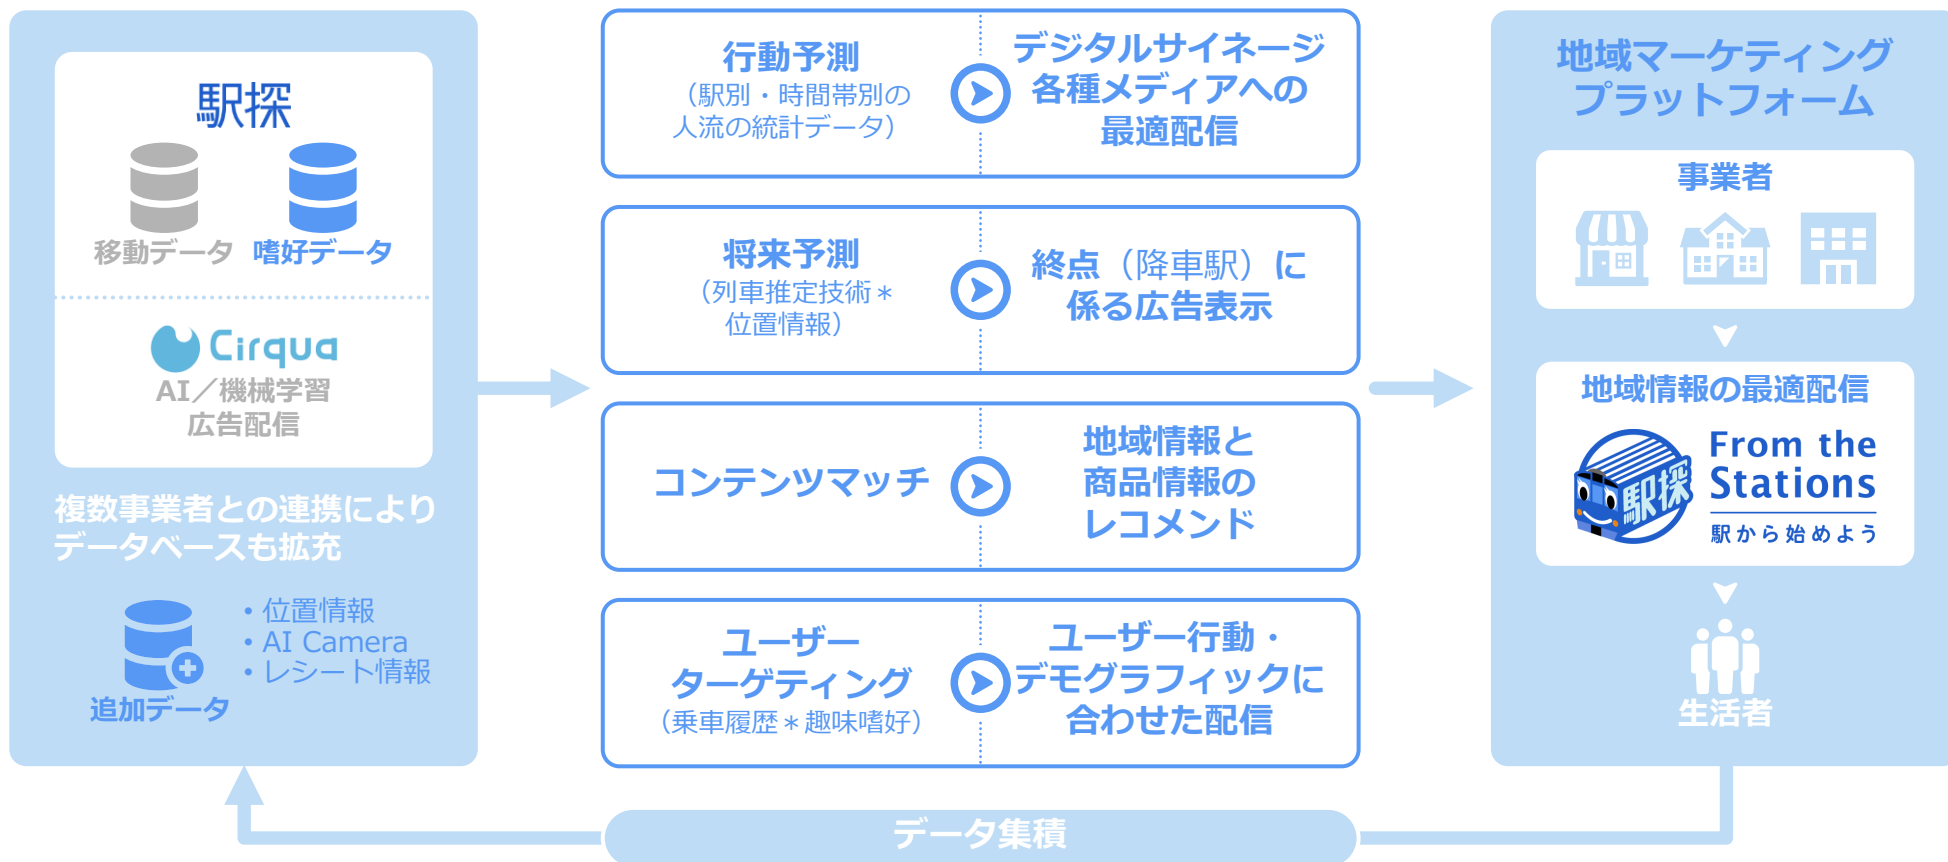 駅探
移動データ
嗜好データ
Cirqua
AI／機械学習
広告配信
複数事業者との連携により
データベースも拡充
追加データ
・位置情報
・AI Camera
・レシート情報
行動予測
（駅別・時間帯別の
人流の統計データ）
デジタルサイネージ
各種メディアへの
最適配信
将来予測
（列車推定技術＊
位置情報）
終点（降車駅）に
係る広告表示
コンテンツマッチ
地域情報と
商品情報の
レコメンド
ユーザー
ターゲティング
（乗車履歴＊趣味嗜好）
ユーザー行動・
デモグラフィックに
合わせた配信
地域マーケティング
プラットフォーム
事業者
地域情報の最適配信
駅探
From the
Stations
駅から始めよう
生活者
データ集積